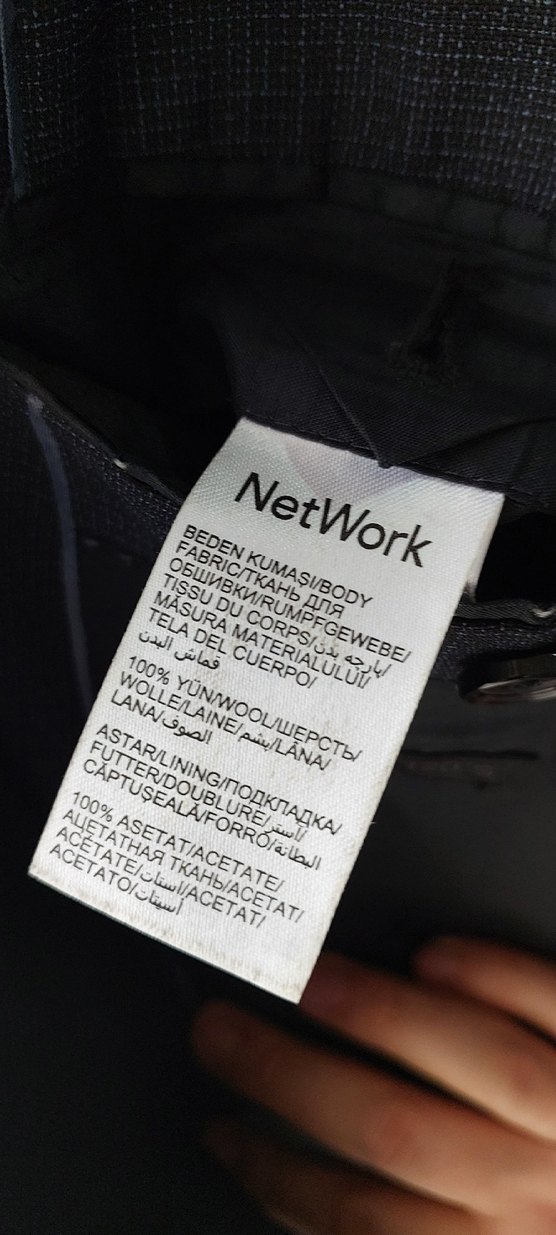 NetWork
BEDEN KUMAŞI/BODY
FABRIC/ТКАНЬ ДЛЯ
ОБШИВКИ/RUMPFGEWEBE/
TISSU DU CORPS/پارچه بدن/
MĂSURA MATERIALULUI/
TELA DEL CUERPO/
قماش البدن
100% YÜN/WOOL/ШЕРСТЬ/
WOLLE/LAINE/پشم/LÂNA/
LANA/الصوف
ASTAR/LINING/ПОДКЛАДКА/
FUTTER/DOUBLURE/آستر/
CĂPTUŞEALĂ/FORRO/البطانة
100% ASETAT/ACETATE/
АЦЕТАТНАЯ ТКАНЬ/ACETAT/
ACÉTATE/استات/ACETAT/
ACETATO/اسيتات